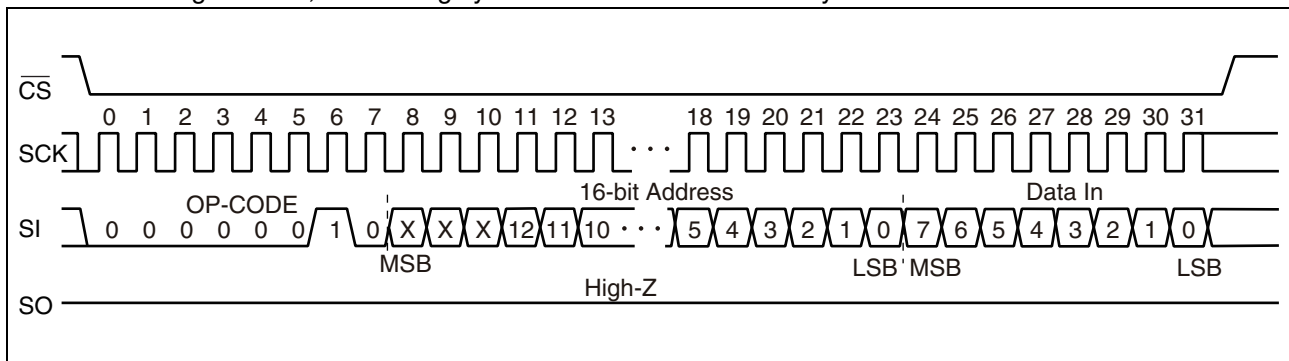 CS
0 1 2 3 4 5 6 7 8 9 10 11 12 13 18 19 20 21 22 23 24 25 26 27 28 29 30 31
SCK ···
OP-CODE 16-bit Address Data In
SI 0 0 0 0 0 0 1 0 X X X 12 11 10 ··· 5 4 3 2 1 0 7 6 5 4 3 2 1 0
MSB LSB MSB LSB
High-Z
SO